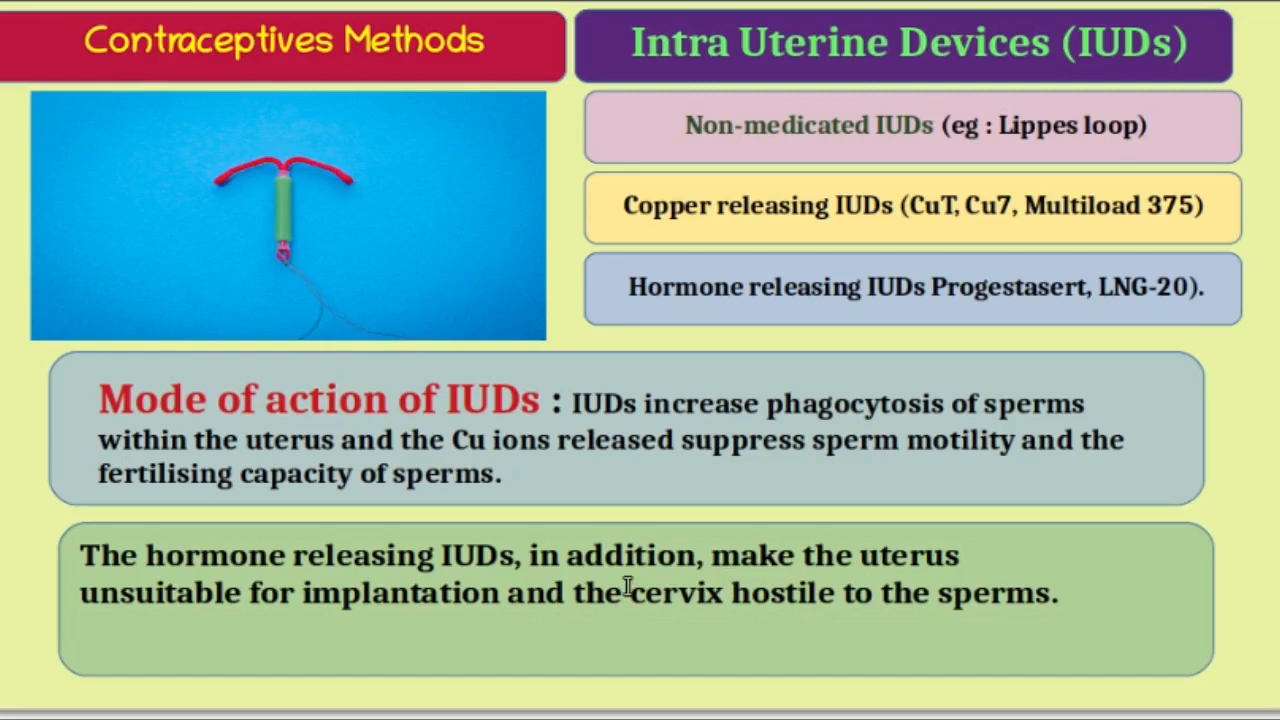 Contraceptives Methods
Intra Uterine Devices (IUDs)
Non-medicated IUDs (eg : Lippes loop)
Copper releasing IUDs (CuT, Cu7, Multiload 375)
Hormone releasing IUDs Progestasert, LNG-20).
Mode of action of IUDs : IUDs increase phagocytosis of sperms
within the uterus and the Cu ions released suppress sperm motility and the
fertilising capacity of sperms.
The hormone releasing IUDs, in addition, make the uterus
unsuitable for implantation and the cervix hostile to the sperms.